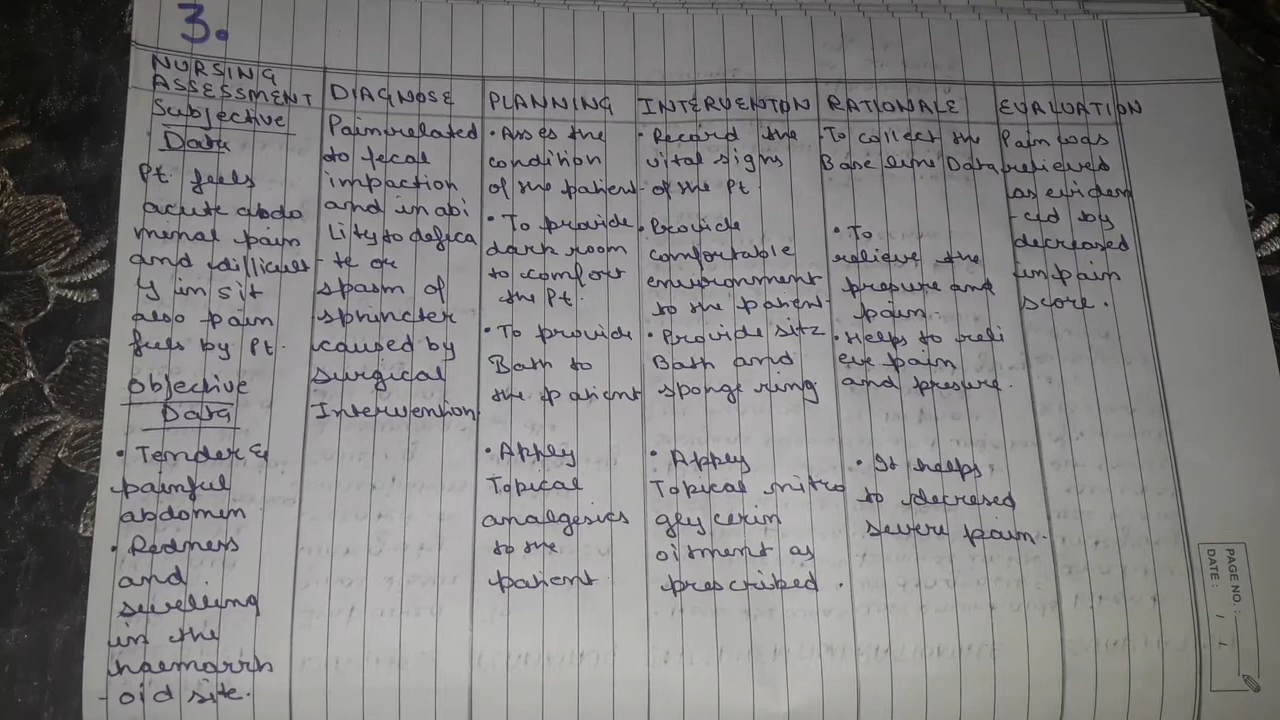 3.
NURSING
ASSESSMENT
Subjective
Data
Pt. feels
acute abdo
menal pain
and difficult
y in sit
also pain
feels by Pt.
Objective
Data
• Tender &
painful
abdomen
• Redness
and
swelling
in the
haemarrh
- oid site.
DIAGNOSE
Pain related
to fecal
impaction
and inabi
lity to defica
- te or
spasm of
sprincter
caused by
surgical
Intervention
PLANNING
• Asses the
condition
of the patient
• To provide
dark room
to comfort
the Pt.
• To provide
Bath to
the patient
• Apply
Topical
analgesics
to the
patient
INTERVENTON
• Record the
vital signs
of the Pt
• Provide
comfortable
environment
to the patient
• Provide sitz
Bath and
sponge ring
• Apply
Topical nitro
glycerin
oitment as
prescribed.
RATIONALE
• To collect the
Base line Data
• To
relieve the
presure and
pain.
• Helps to reli
eve pain
and presure.
• It helps
to decresed
severe pain.
EVALUATION
Pain was
relieved
as eviden
- ced by
decreased
in pain
score.
PAGE NO.:
DATE: / /